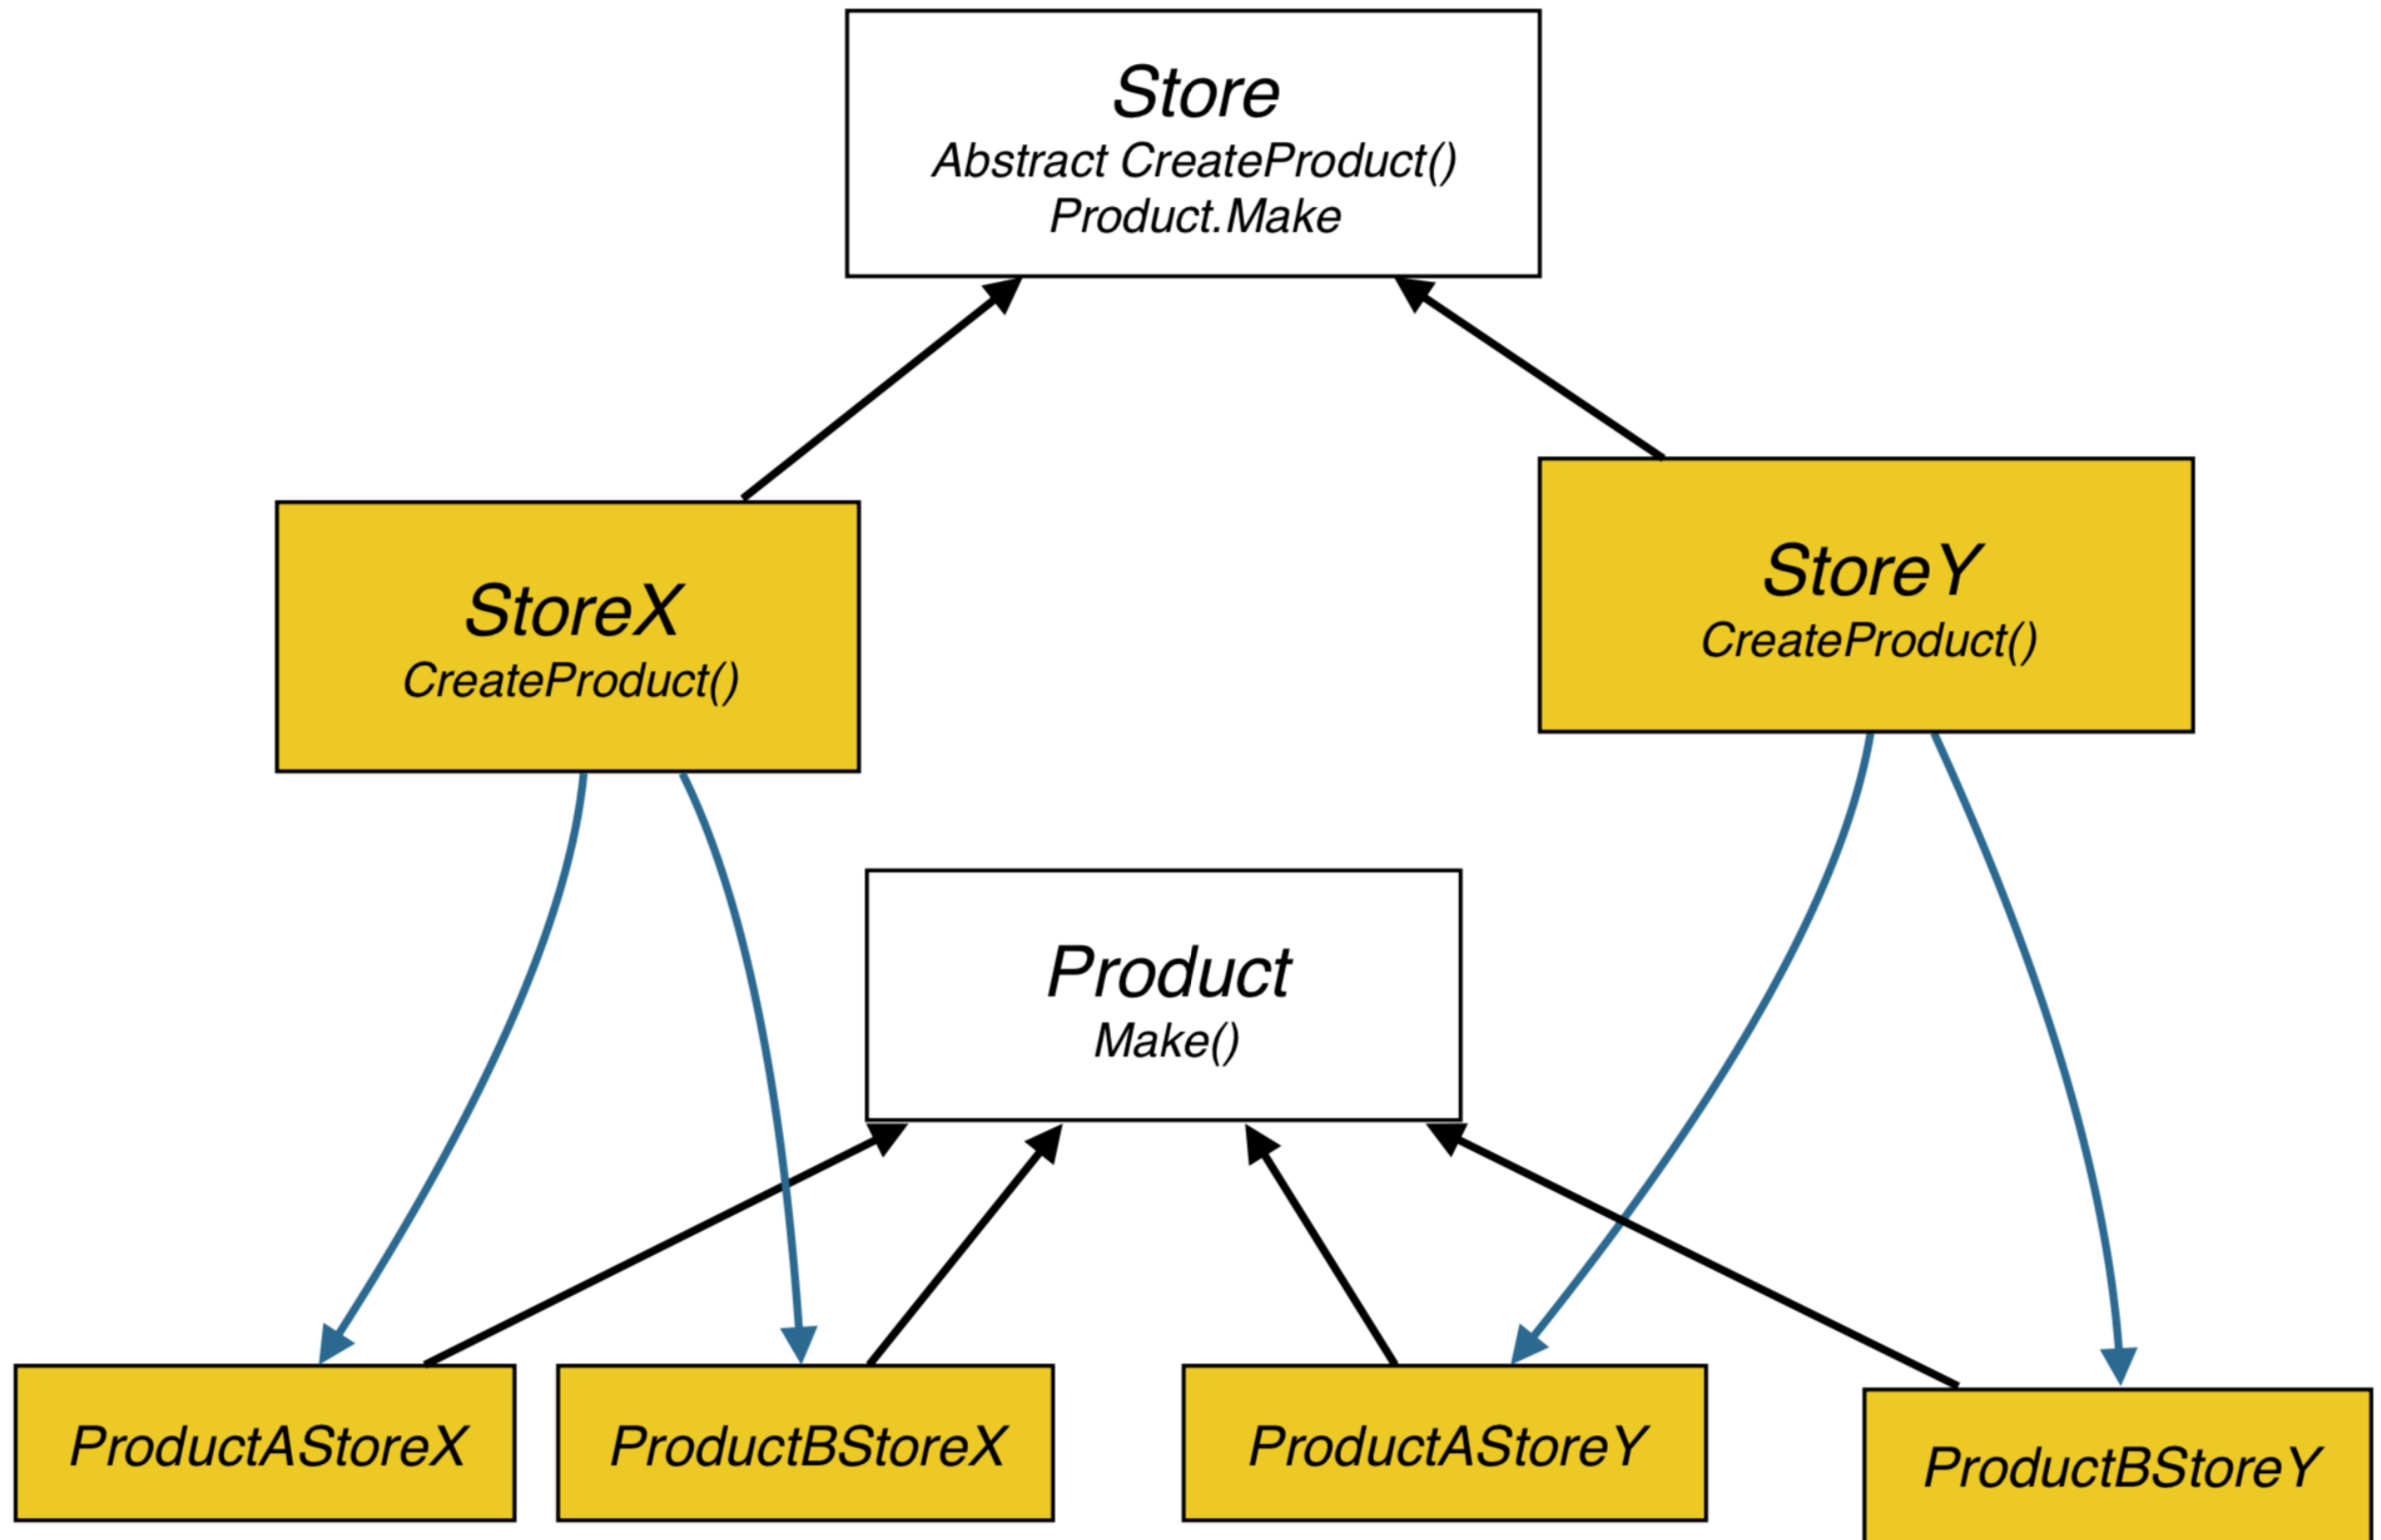 Store
Abstract CreateProduct()
Product.Make
StoreX
CreateProduct()
StoreY
CreateProduct()
Product
Make()
ProductAStoreX
ProductBStoreX
ProductAStoreY
ProductBStoreY